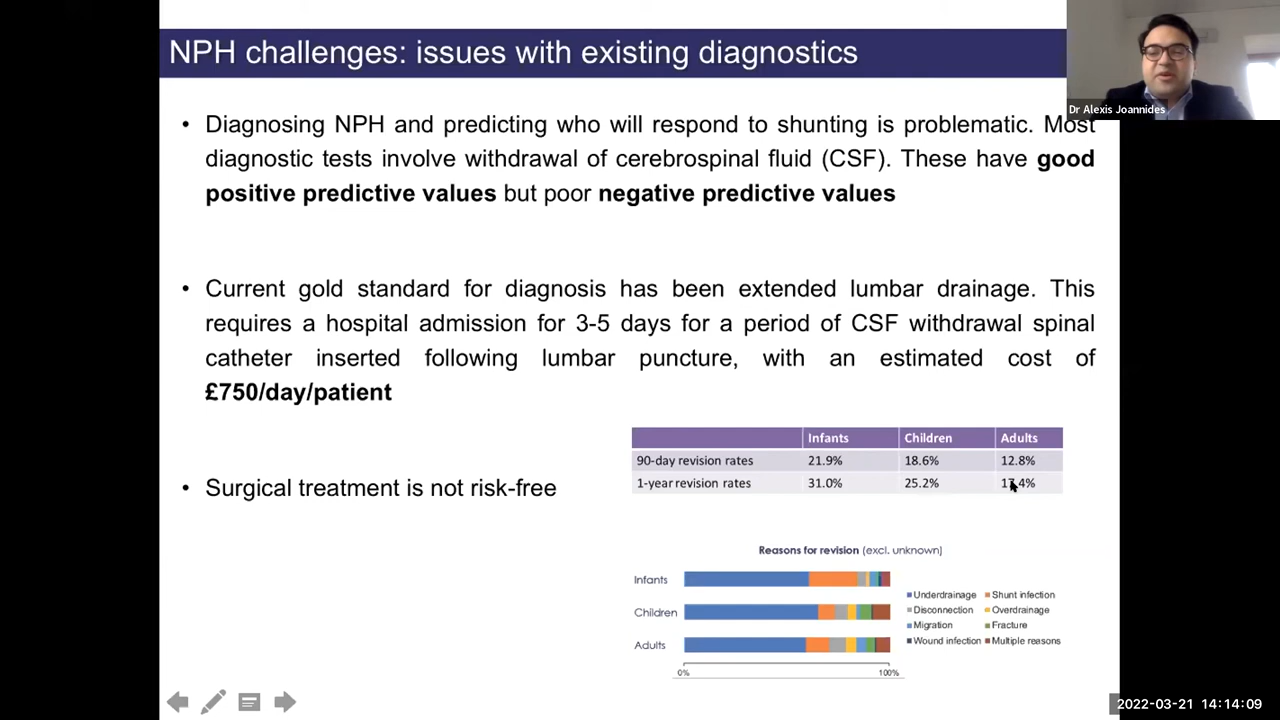 NPH challenges: issues with existing diagnostics
Dr Alexis Joannides
• Diagnosing NPH and predicting who will respond to shunting is problematic. Most
diagnostic tests involve withdrawal of cerebrospinal fluid (CSF). These have good
positive predictive values but poor negative predictive values
• Current gold standard for diagnosis has been extended lumbar drainage. This
requires a hospital admission for 3-5 days for a period of CSF withdrawal spinal
catheter inserted following lumbar puncture, with an estimated cost of
£750/day/patient
• Surgical treatment is not risk-free
Infants Children Adults
90-day revision rates 21.9% 18.6% 12.8%
1-year revision rates 31.0% 25.2%
Reasons for revision (excl. unknown)
Infants
Children
Adults
0% 100%
Underdrainage Shunt infection
Disconnection Overdrainage
Migration Fracture
Wound infection Multiple reasons
2022-03-21 14:14:09